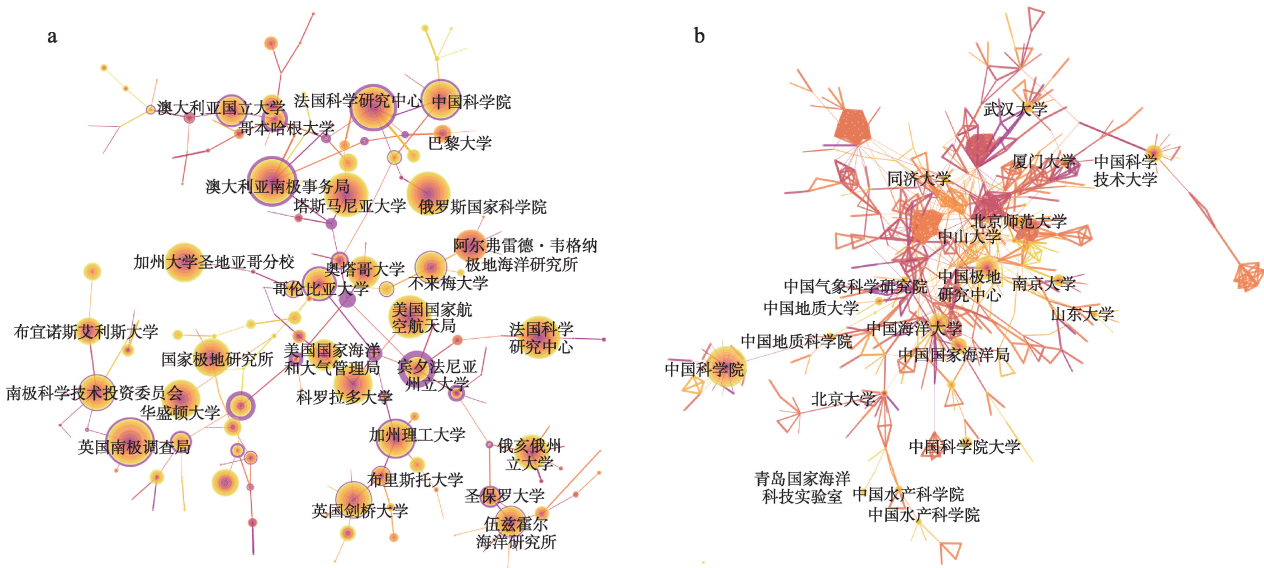 a
澳大利亚国立大学
法国科学研究中心
中国科学院
哥本哈根大学
巴黎大学
澳大利亚南极事务局
塔斯马尼亚大学
俄罗斯国家科学院
阿尔弗雷德·韦格纳
极地海洋研究所
加州大学圣地亚哥分校
奥塔哥大学
不来梅大学
哥伦比亚大学
美国国家航
空航天局
布宜诺斯艾利斯大学
法国科学
研究中心
国家极地研究所
美国国家海洋
和大气管理局
宾夕法尼亚
州立大学
南极科学技术投资委员会
科罗拉多大学
华盛顿大学
英国南极调查局
加州理工大学
俄亥俄州
立大学
布里斯托大学
圣保罗大学
英国剑桥大学
伍兹霍尔
海洋研究所
b
武汉大学
厦门大学
中国科学
技术大学
同济大学
北京师范大学
中山大学
中国极地
研究中心
中国气象科学研究院
南京大学
中国地质大学
山东大学
中国海洋大学
中国地质科学院
中国国家海洋局
中国科学院
北京大学
中国科学院大学
青岛国家海洋
科技实验室
中国水产科学院
中国水产科学院